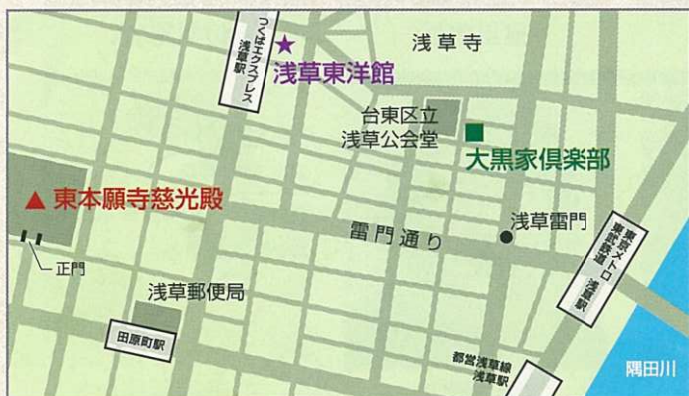 つくばエクスプレス
浅草駅
★
浅草東洋館
浅草寺
台東区立
浅草公会堂
■
大黒家倶楽部
▲ 東本願寺慈光殿
雷門通り
浅草雷門
東京メトロ
東武鉄道 浅草駅
正門
浅草郵便局
田原町駅
都営浅草線
浅草駅
隅田川